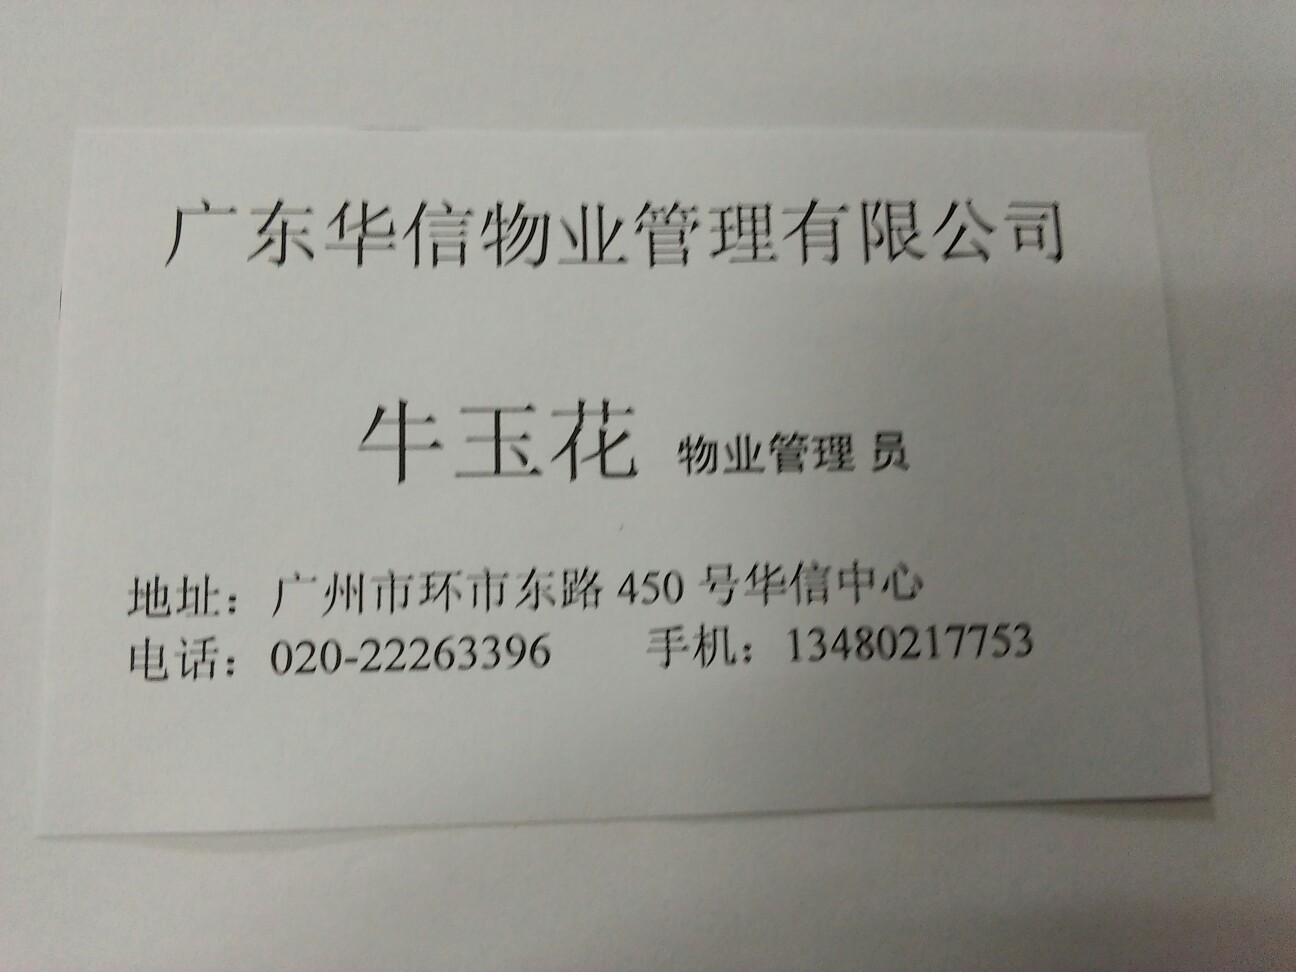 广东华信物业管理有限公司
牛玉花 物业管理 员
地址：广州市环市东路 450 号华信中心
电话：020-22263396 手机：13480217753